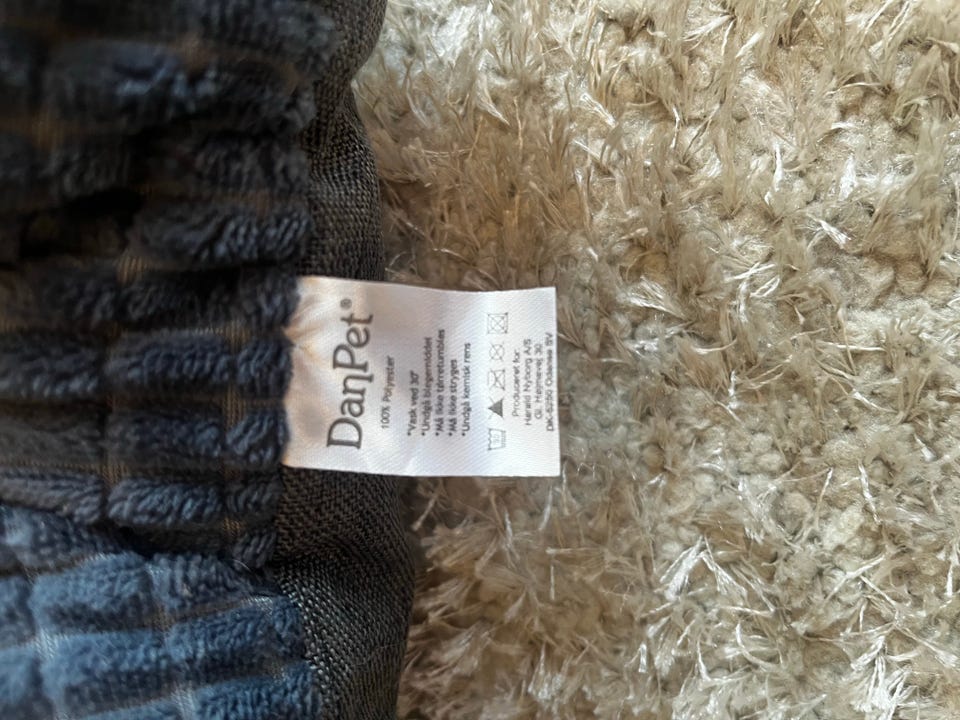 DanPet®
100% Polyester
*Vask ved 30°
*Undgå blegemiddel
*Må ikke tørretumbles
*Må ikke stryges
*Undgå kemisk rens
30
Produceret for:
Harald Nyborg A/S
Gl. Højmevej 30
DK-5250 Odense SV